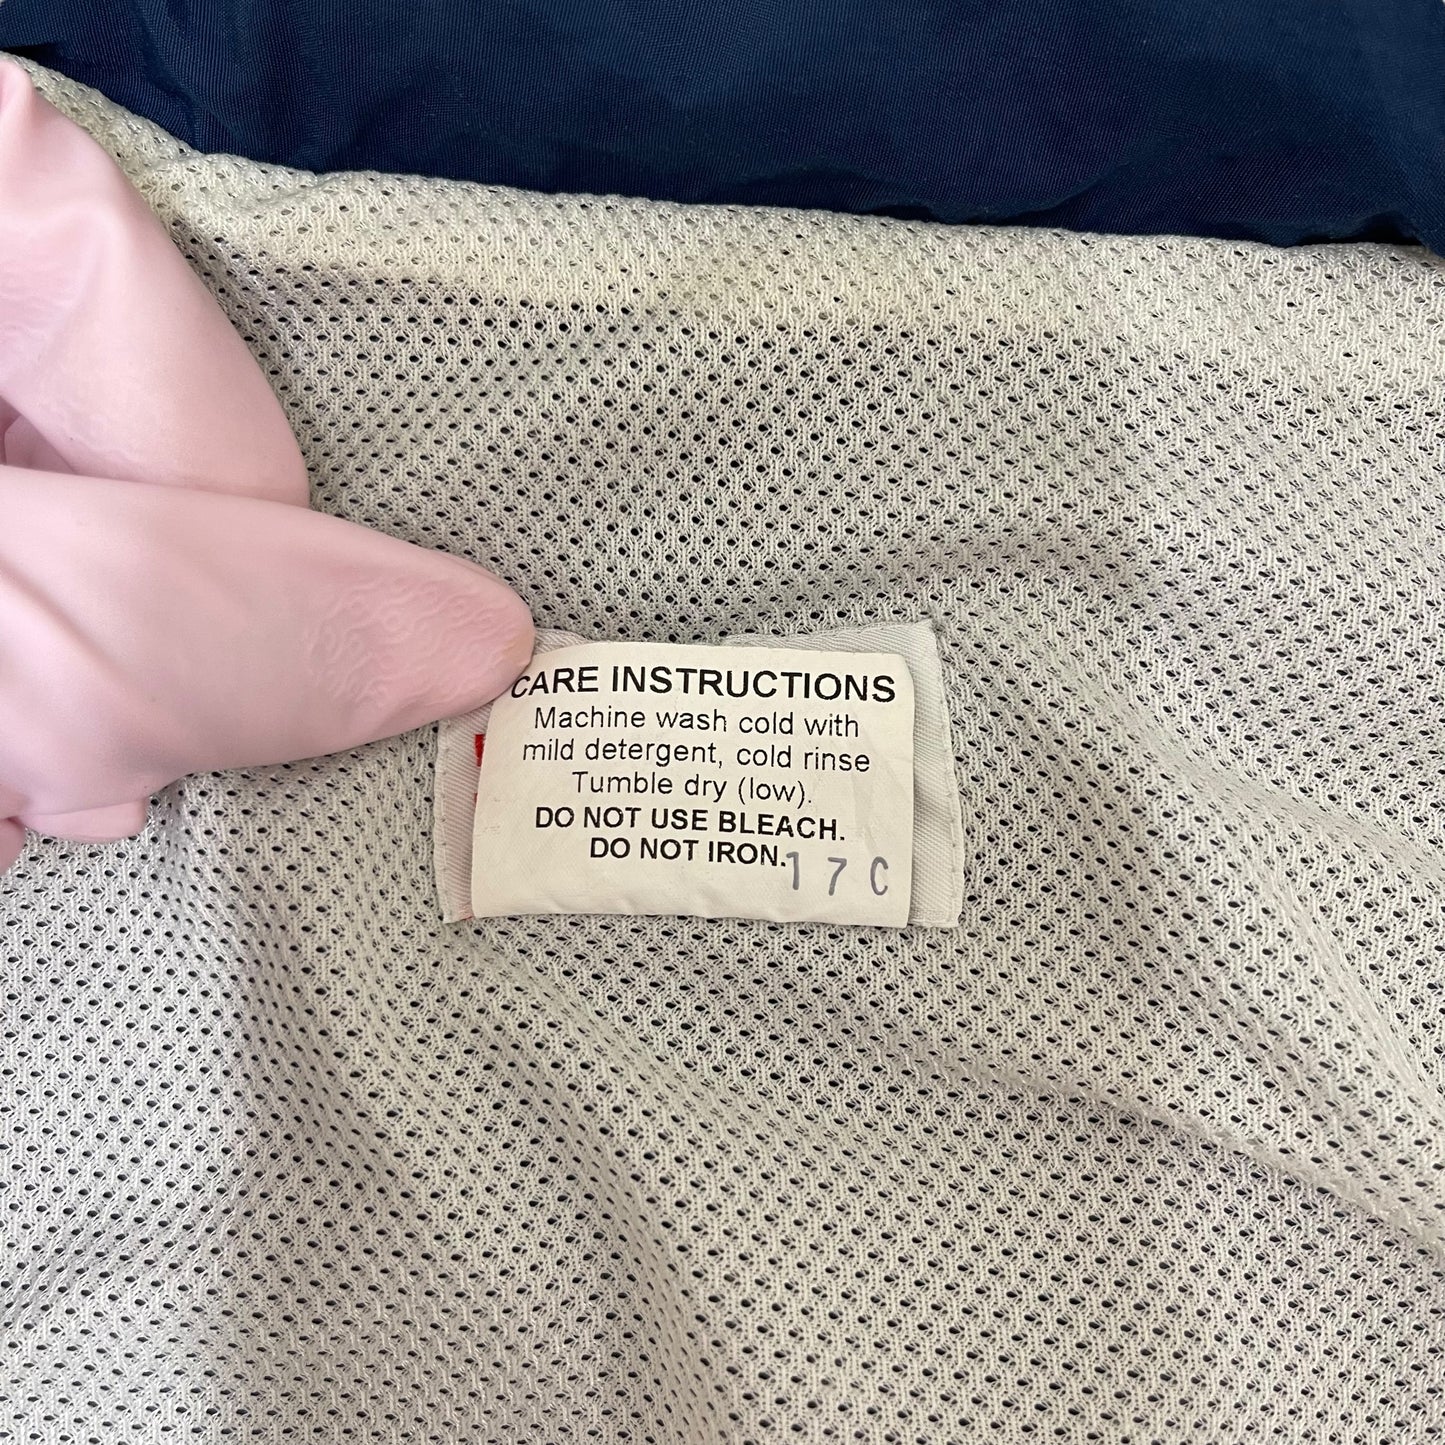 CARE INSTRUCTIONS
Machine wash cold with
mild detergent, cold rinse
Tumble dry (low).
DO NOT USE BLEACH.
DO NOT IRON.
17C